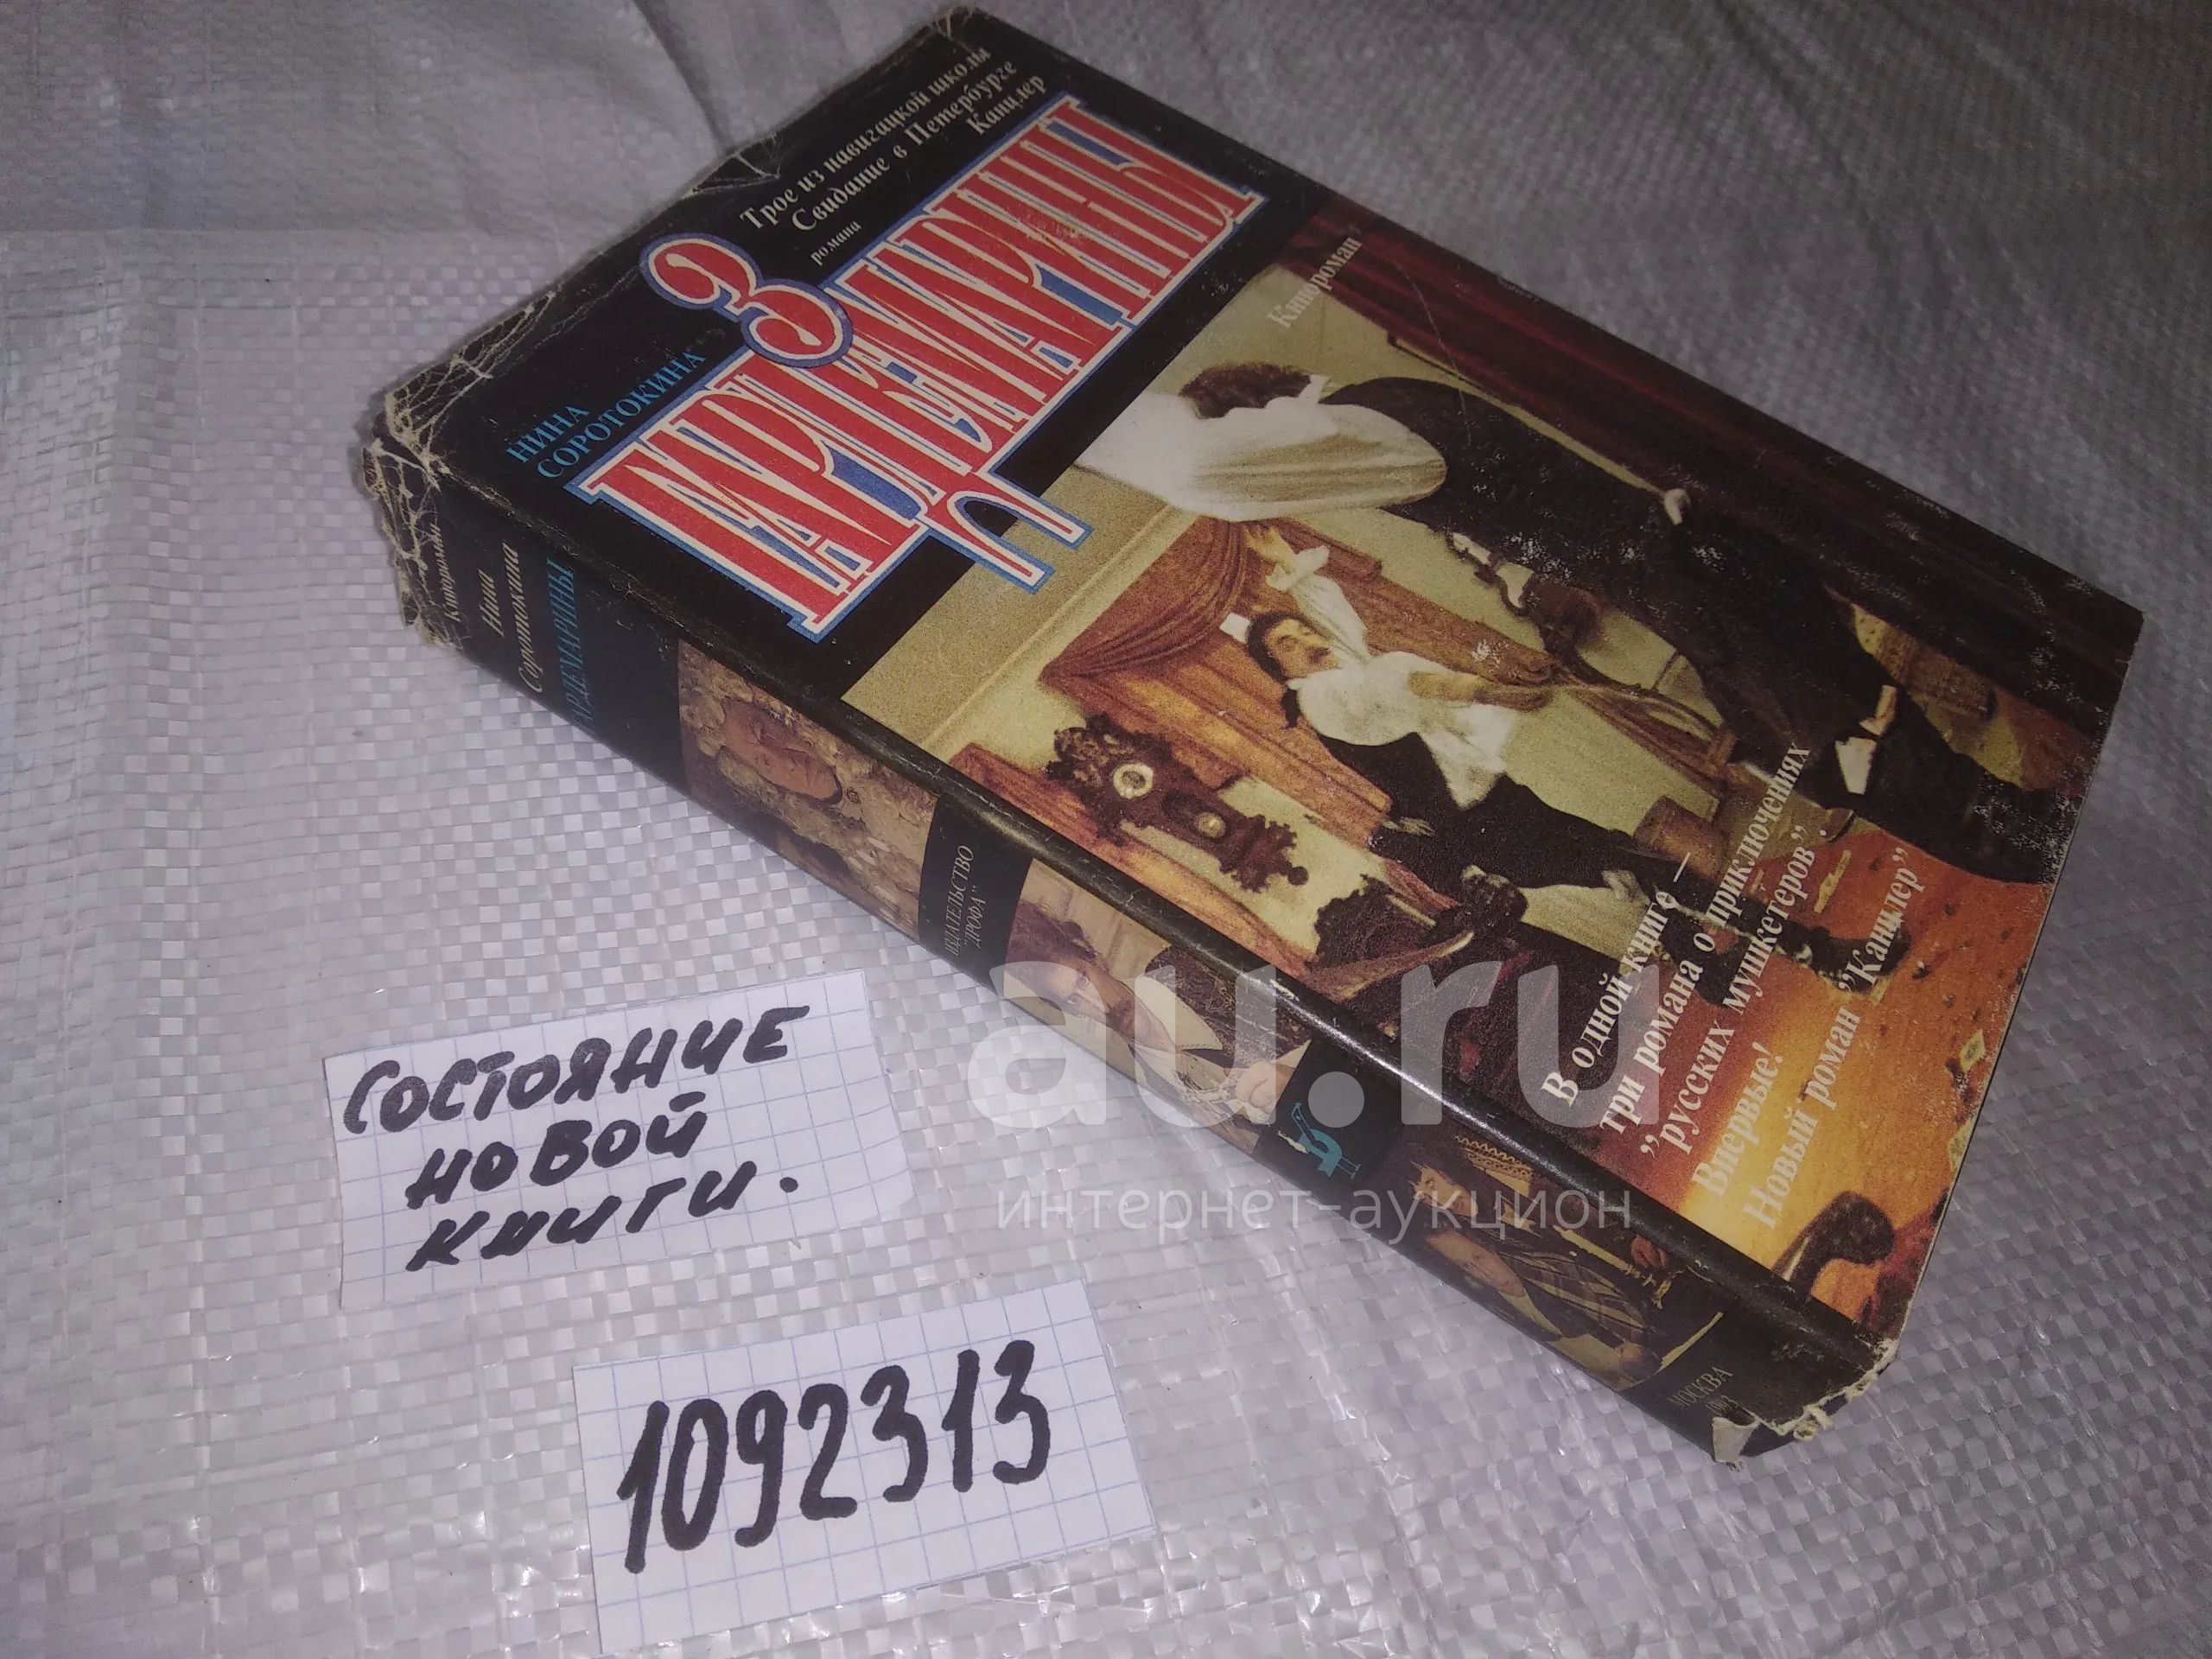 Трое из навигацкой школы
Свидание в Петербурге
Канцлер
3 романа
НИНА
СОРОТОКИНА
ГАРДЕМАРИНЫ
Кинороман
В одной книге —
три романа о приключениях
"русских мушкетеров".
Впервые!
Новый роман "Канцлер"
Кинороман
Нина
Соротокина
ГАРДЕМАРИНЫ
ИЗДАТЕЛЬСТВО
"ДРОФА"
МОСКВА
au.ru
интернет-аукцион
СОСТОЯНИЕ
НОВОЙ
КНИГИ.
1092313